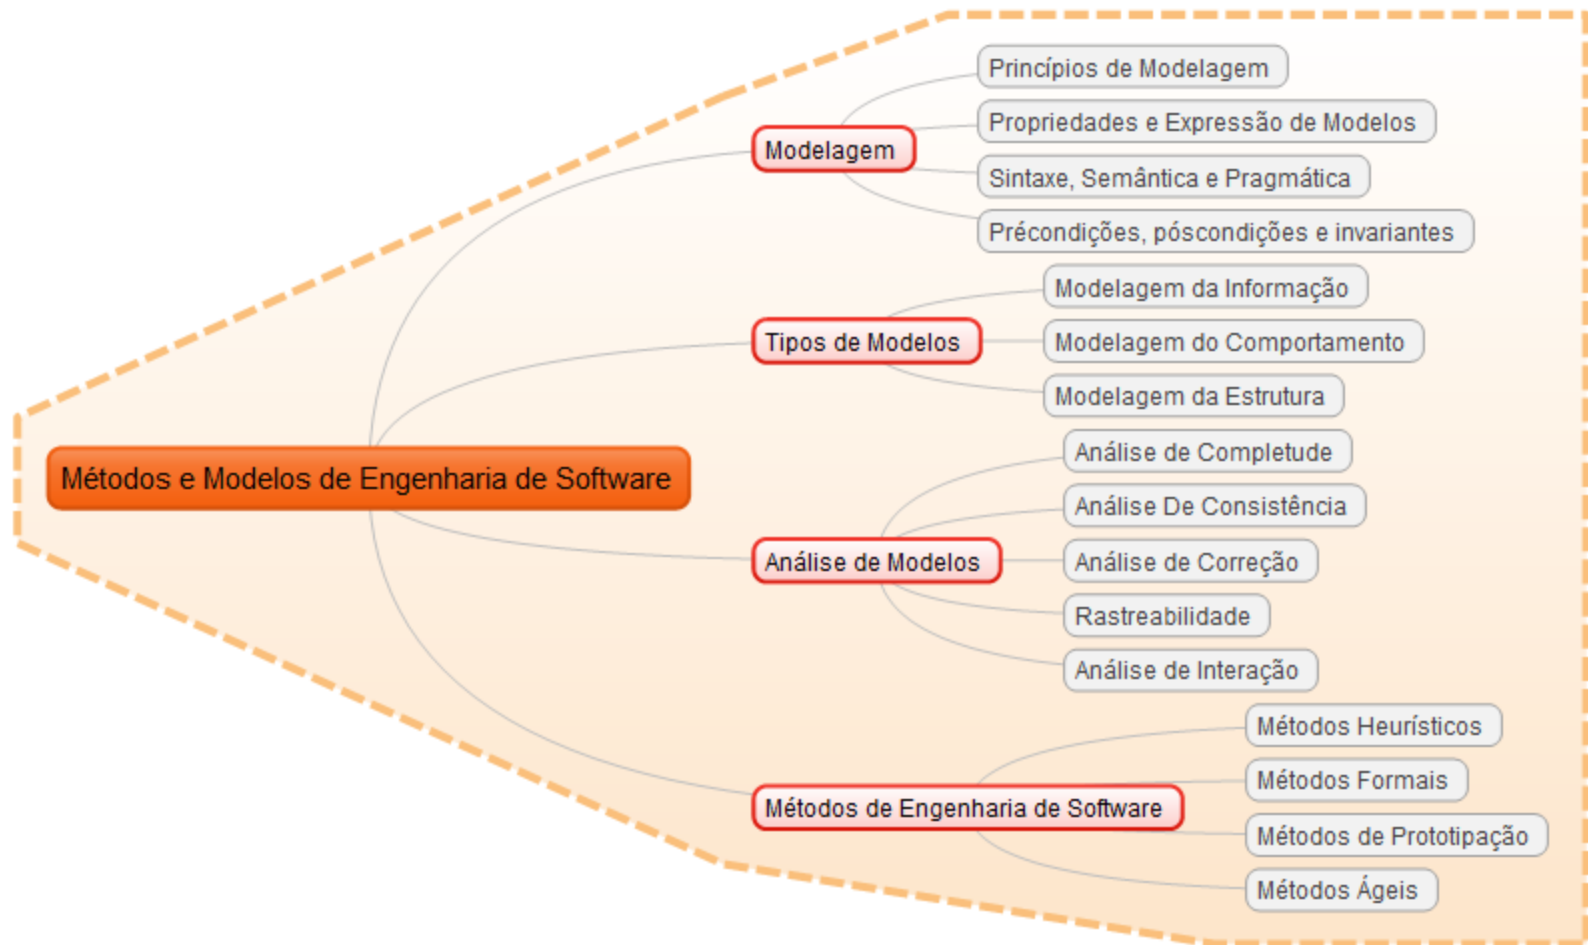 Métodos e Modelos de Engenharia de Software
Modelagem
Princípios de Modelagem
Propriedades e Expressão de Modelos
Sintaxe, Semântica e Pragmática
Précondições, póscondições e invariantes
Tipos de Modelos
Modelagem da Informação
Modelagem do Comportamento
Modelagem da Estrutura
Análise de Modelos
Análise de Completude
Análise De Consistência
Análise de Correção
Rastreabilidade
Análise de Interação
Métodos de Engenharia de Software
Métodos Heurísticos
Métodos Formais
Métodos de Prototipação
Métodos Ágeis